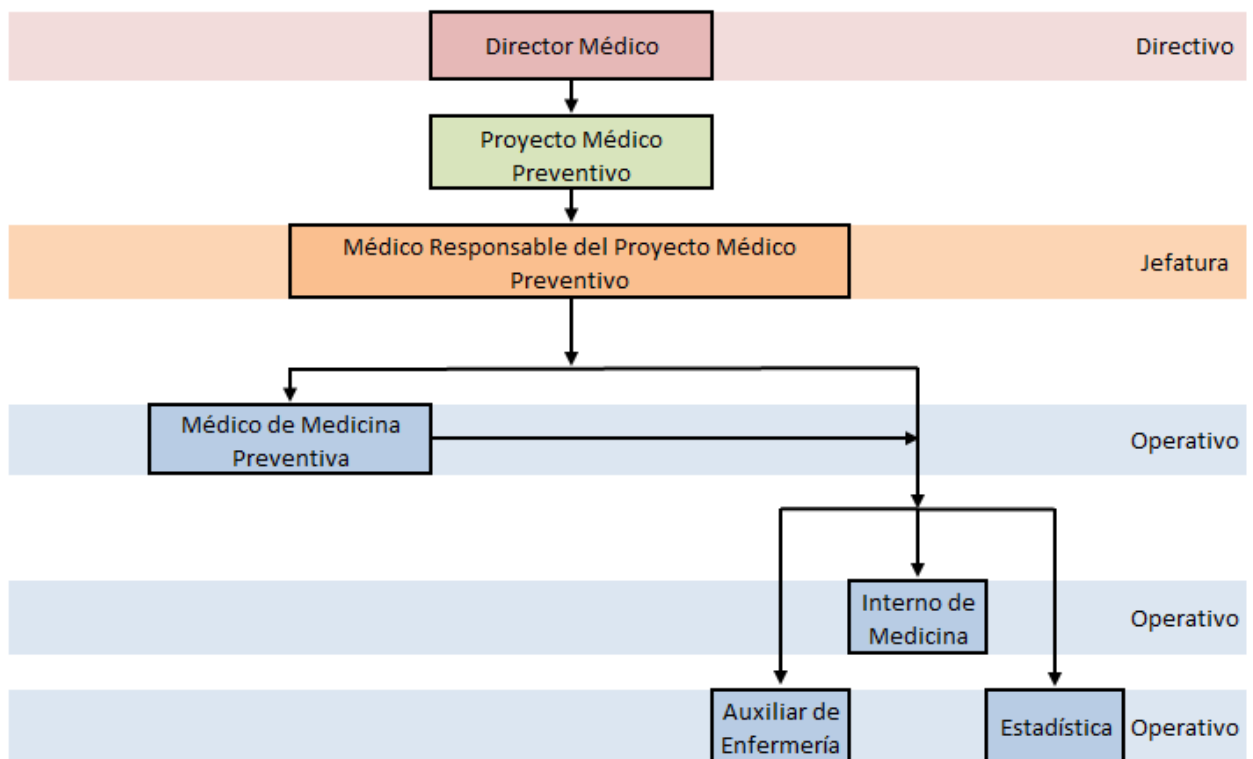 Director Médico
Directivo
Proyecto Médico
Preventivo
Médico Responsable del Proyecto Médico
Preventivo
Jefatura
Médico de Medicina
Preventiva
Operativo
Interno de
Medicina
Operativo
Auxiliar de
Enfermería
Estadística
Operativo